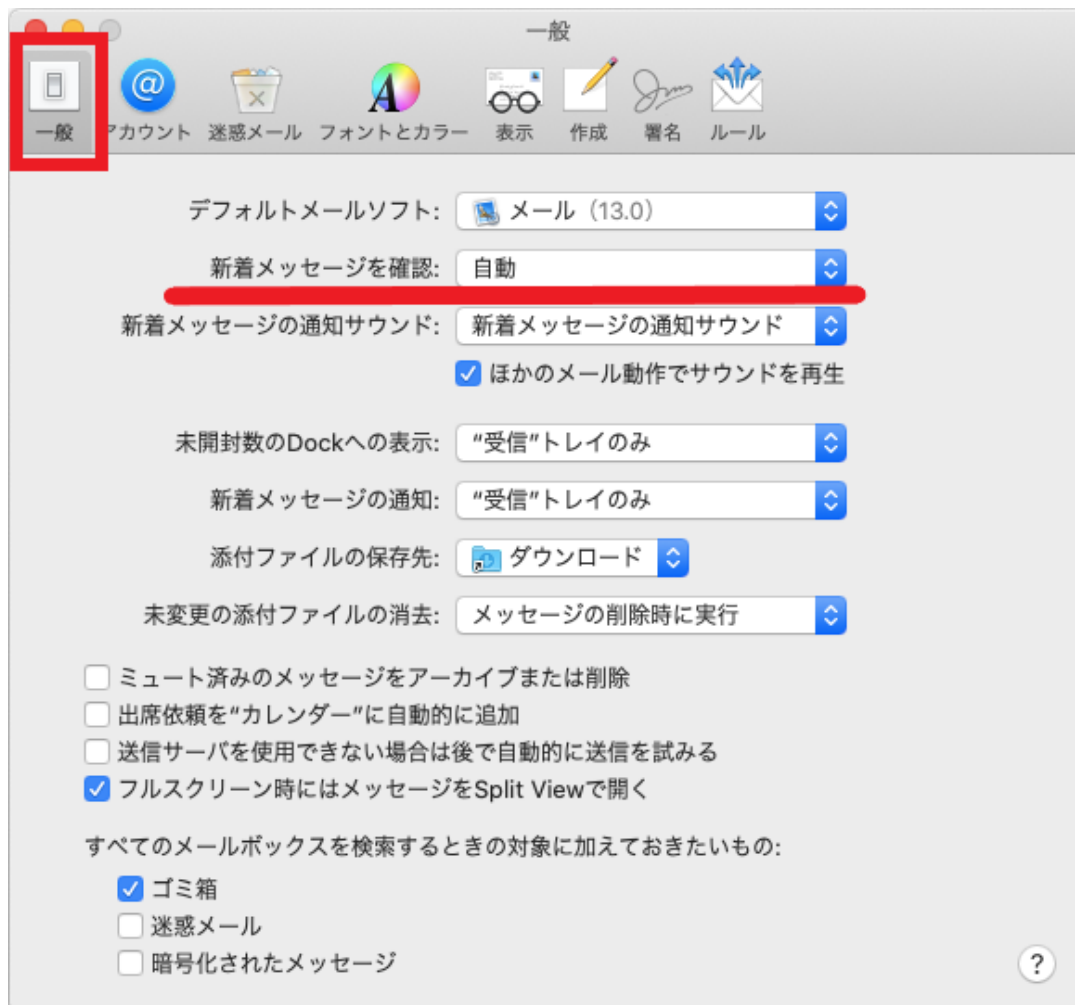 一般
一般 アカウント 迷惑メール フォントとカラー 表示 作成 署名 ルール
デフォルトメールソフト: メール (13.0)
新着メッセージを確認: 自動
新着メッセージの通知サウンド: 新着メッセージの通知サウンド
ほかのメール動作でサウンドを再生
未開封数のDockへの表示: “受信”トレイのみ
新着メッセージの通知: “受信”トレイのみ
添付ファイルの保存先: ダウンロード
未変更の添付ファイルの消去: メッセージの削除時に実行
ミュート済みのメッセージをアーカイブまたは削除
出席依頼を“カレンダー”に自動的に追加
送信サーバを使用できない場合は後で自動的に送信を試みる
フルスクリーン時にはメッセージをSplit Viewで開く
すべてのメールボックスを検索するときの対象に加えておきたいもの:
ゴミ箱
迷惑メール
暗号化されたメッセージ
?